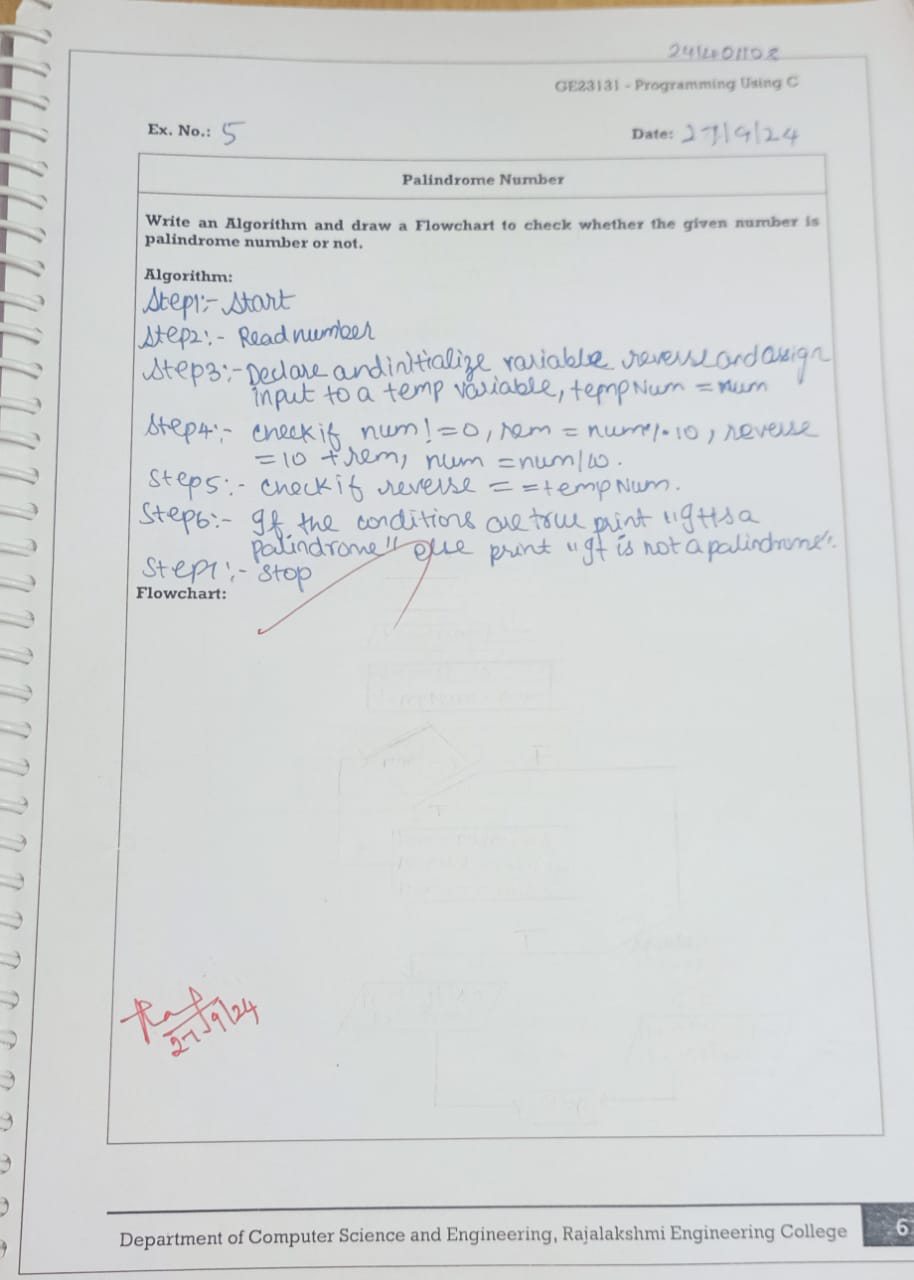 241401102
GE23131 - Programming Using C
Ex. No.: 5
Date: 27/9/24
Palindrome Number
Write an Algorithm and draw a Flowchart to check whether the given number is
palindrome number or not.
Algorithm:
Step1:- Start
Step2:- Read number
Step3:- Declare and initialize variable reverse and assign
input to a temp variable, tempNum = num
Step4:- check if num! = 0, rem = num % 10, reverse
= 10 + rem, num = num/10.
Step5:- check if reverse = = tempNum.
Step6:- If the conditions are true print "It Is a
Palindrome" else print "It is not a palindrome".
Step7:- Stop
Flowchart:
27/9/24
Department of Computer Science and Engineering, Rajalakshmi Engineering College
6